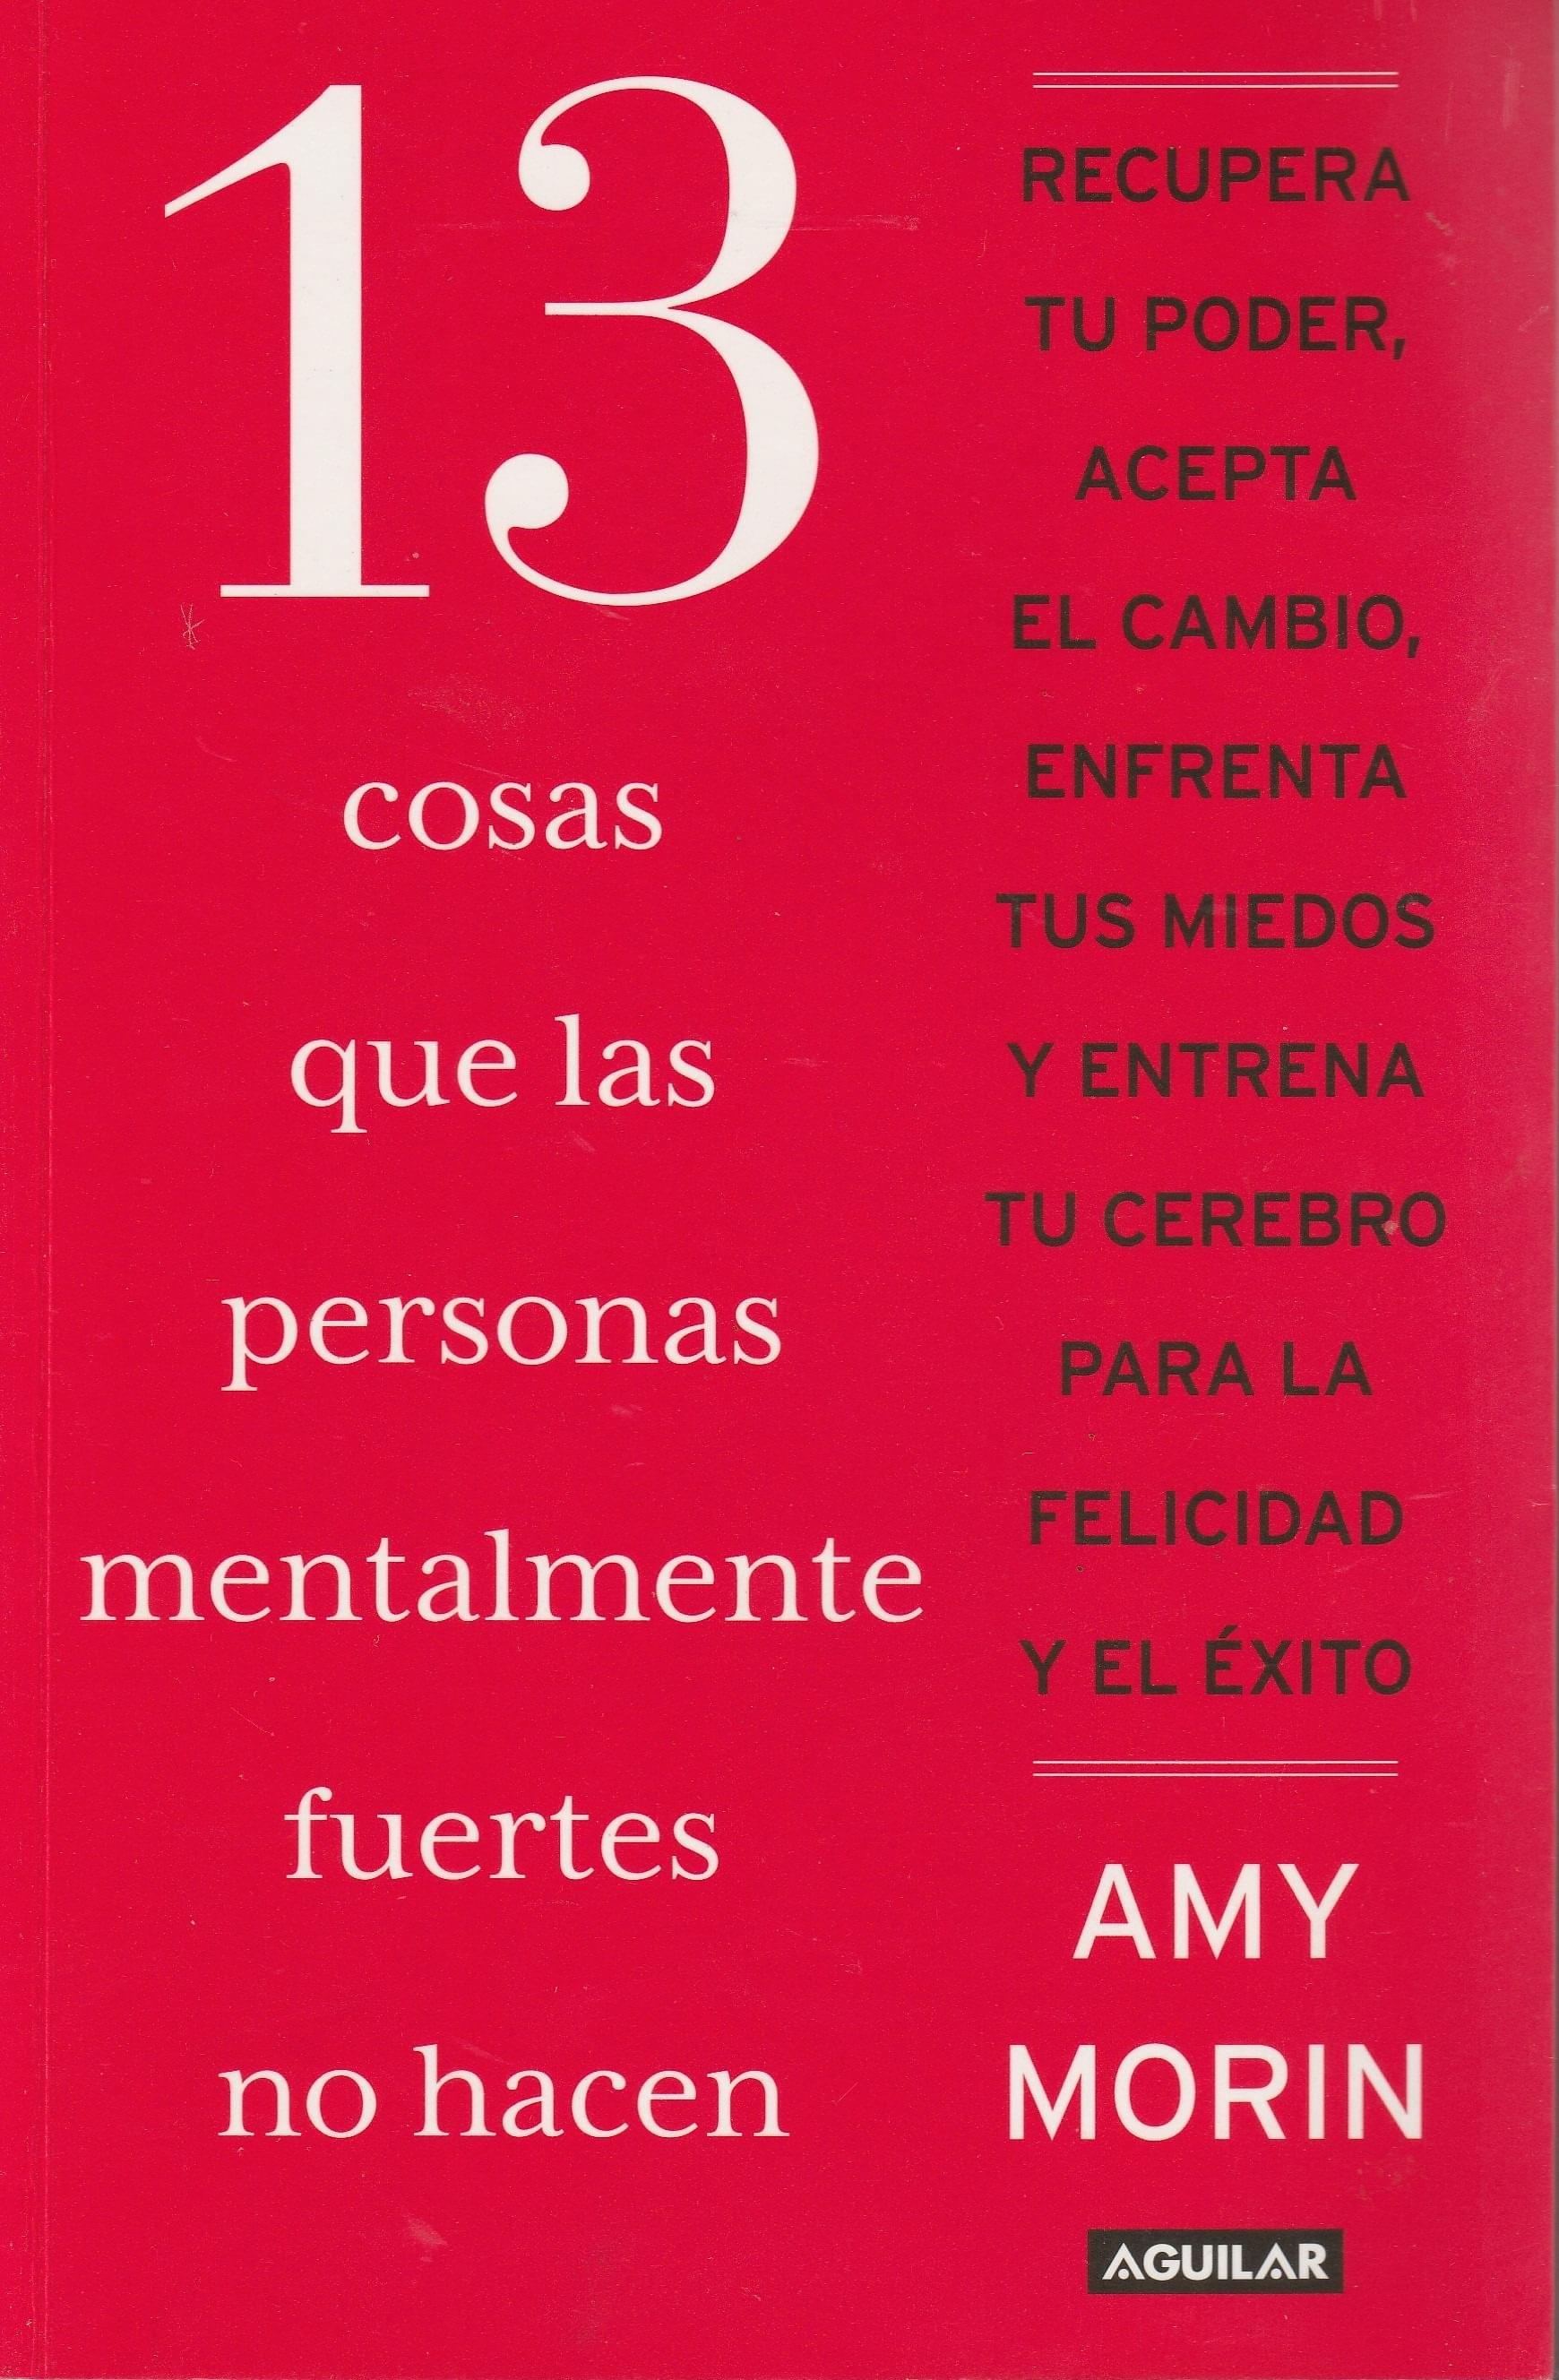 13
cosas
que las
personas
mentalmente
fuertes
no hacen
RECUPERA
TU PODER,
ACEPTA
EL CAMBIO,
ENFRENTA
TUS MIEDOS
Y ENTRENA
TU CEREBRO
PARA LA
FELICIDAD
Y EL ÉXITO
AMY
MORIN
AGUILAR